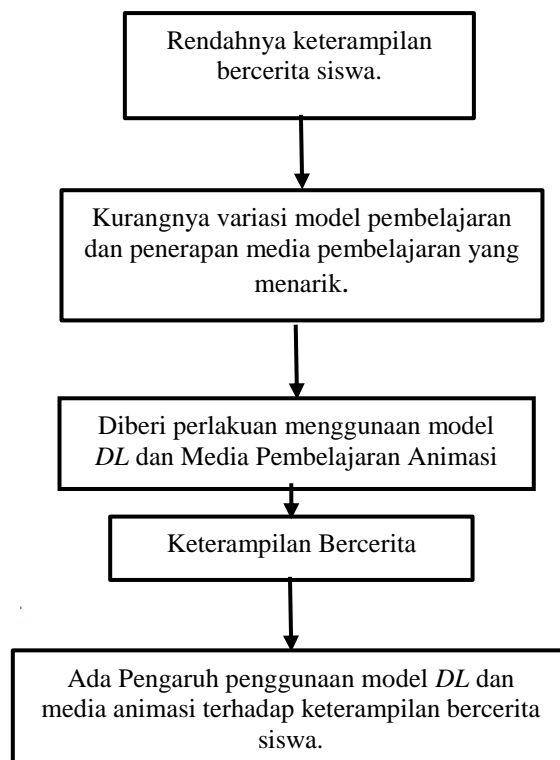 Rendahnya keterampilan
bercerita siswa.
Kurangnya variasi model pembelajaran
dan penerapan media pembelajaran yang
menarik.
Diberi perlakuan menggunaan model
DL dan Media Pembelajaran Animasi
Keterampilan Bercerita
Ada Pengaruh penggunaan model DL dan
media animasi terhadap keterampilan bercerita
siswa.